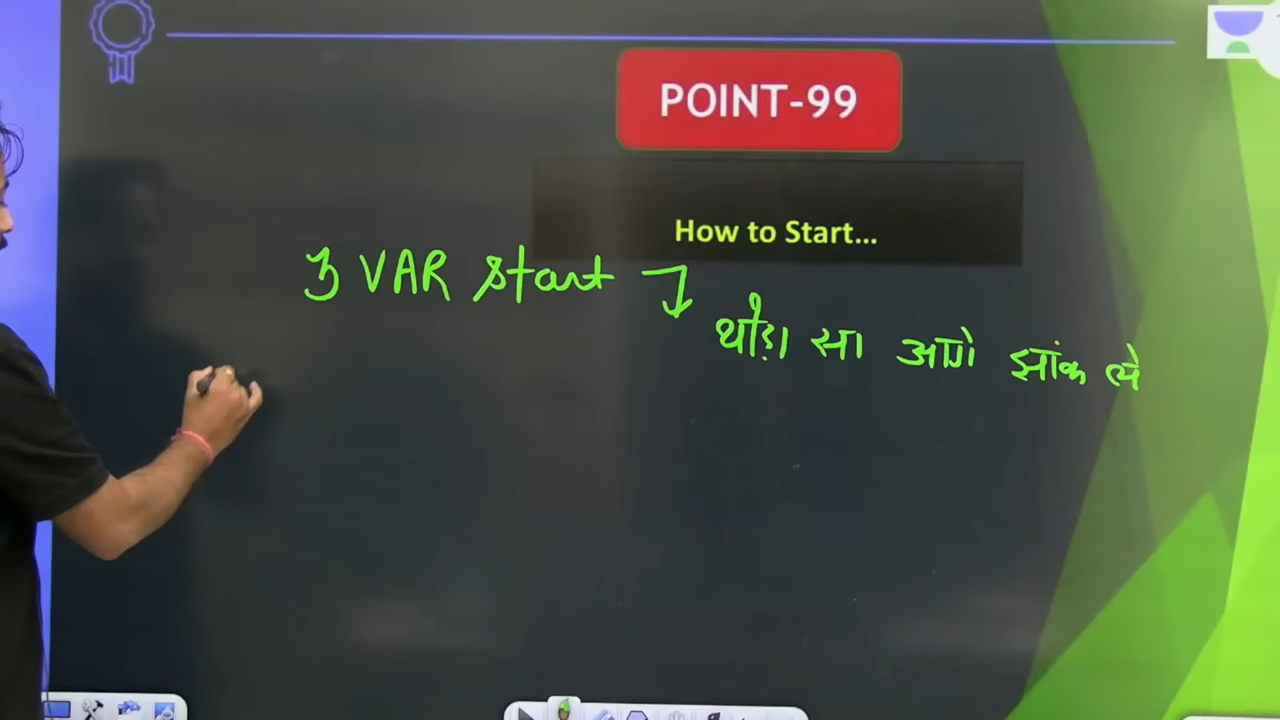 POINT-99
How to Start...
3 VAR start
थोड़ा सा आगे झांक ले